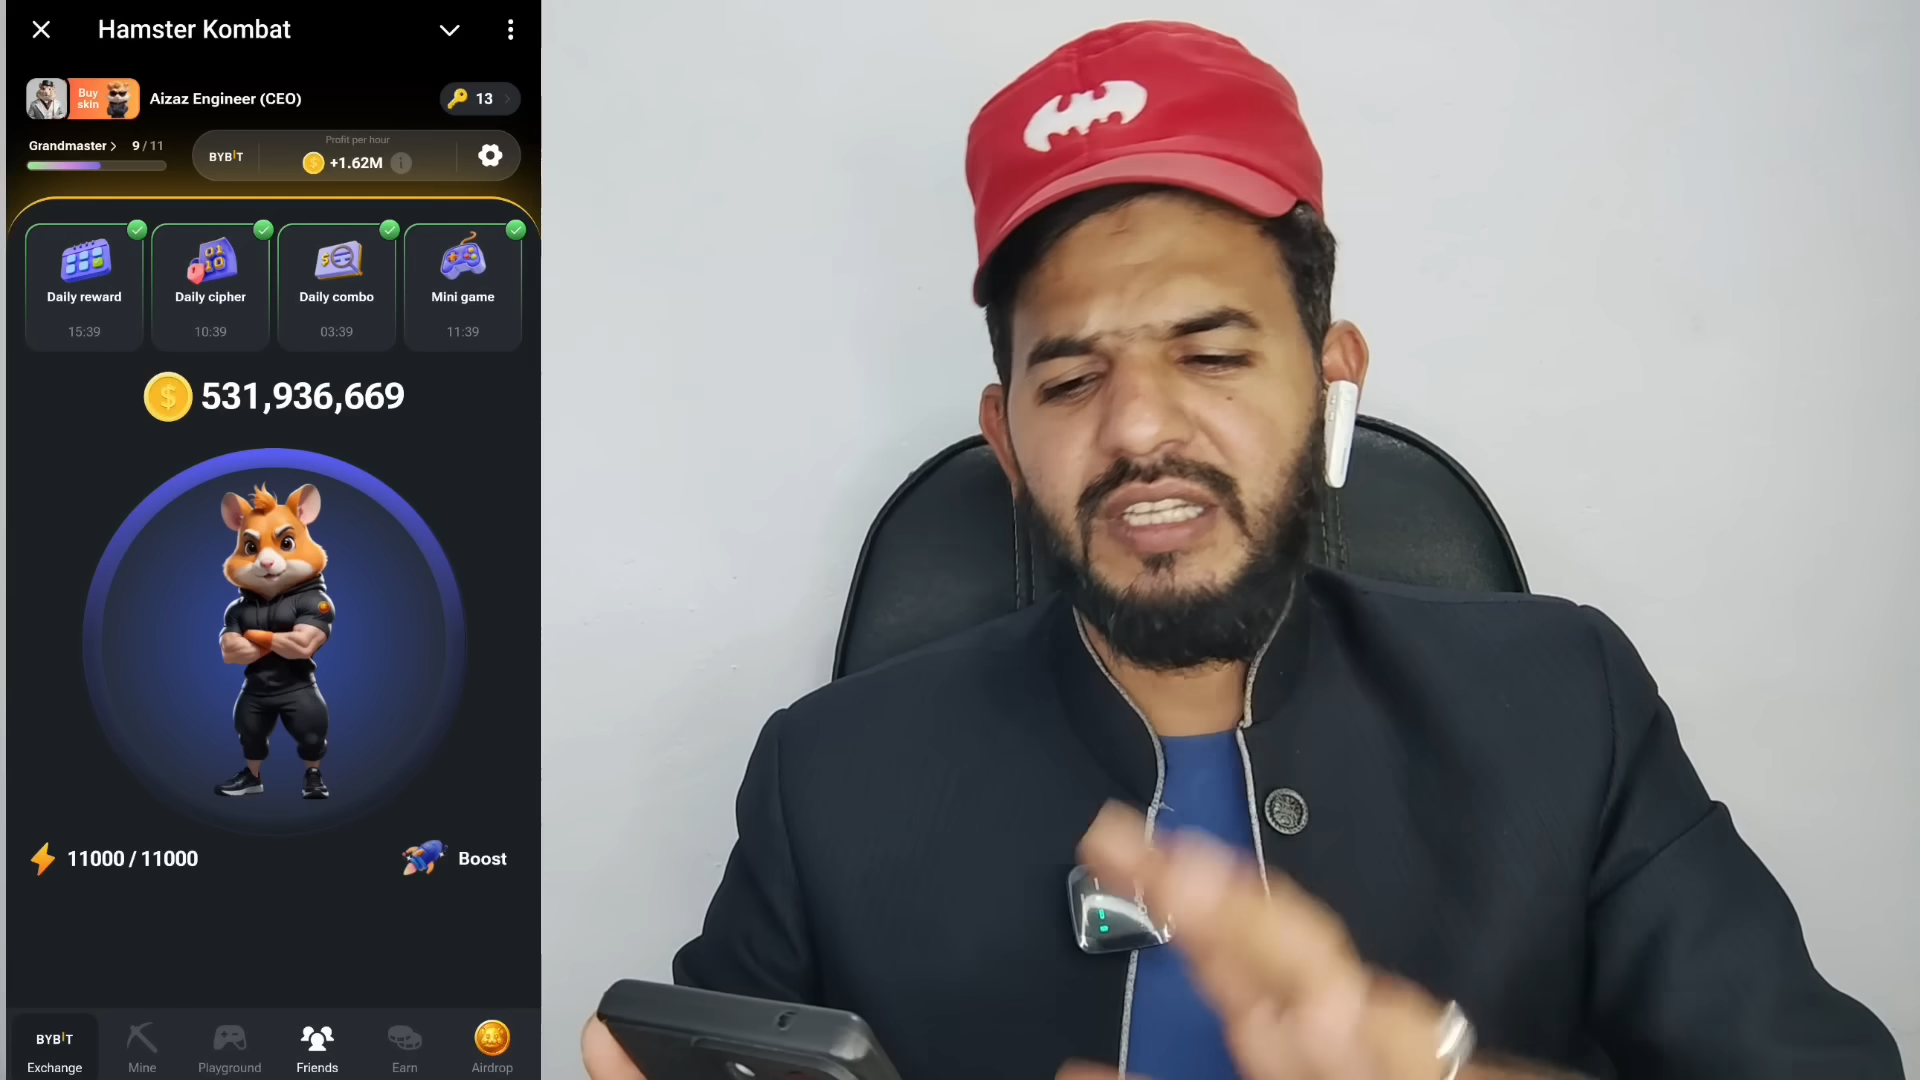 Hamster Kombat
Buy skin
Aizaz Engineer (CEO)
13
Grandmaster >
9 / 11
BYBIT
Profit per hour
+1.62M
Daily reward
15:39
Daily cipher
10:39
Daily combo
03:39
Mini game
11:39
531,936,669
11000 / 11000
Boost
BYBIT
Exchange
Mine
Playground
Friends
Earn
Airdrop